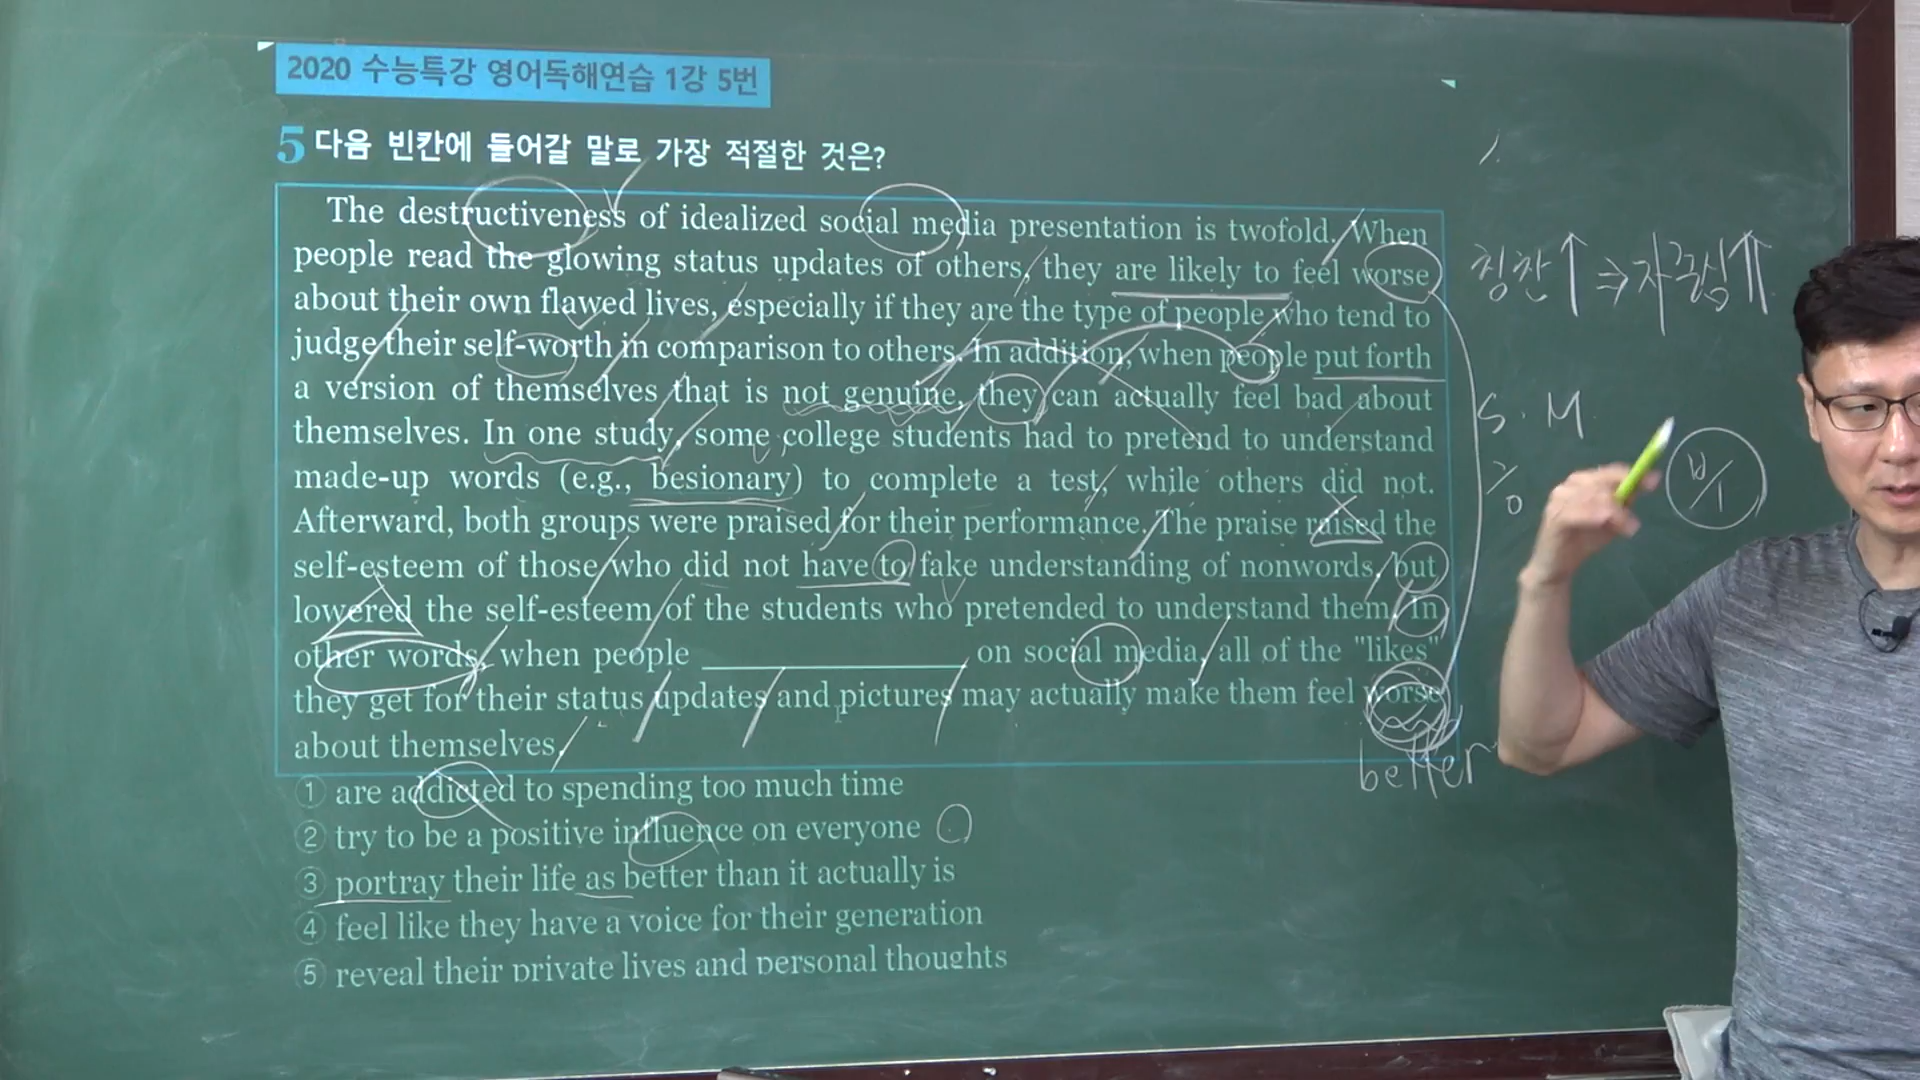 2020 수능특강 영어독해연습 1강 5번
5 다음 빈칸에 들어갈 말로 가장 적절한 것은?
The destructiveness of idealized social media presentation is twofold. When
people read the glowing status updates of others, they are likely to feel worse
about their own flawed lives, especially if they are the type of people who tend to
judge their self-worth in comparison to others. In addition, when people put forth
a version of themselves that is not genuine, they can actually feel bad about
themselves. In one study, some college students had to pretend to understand
made-up words (e.g., besionary) to complete a test, while others did not.
Afterward, both groups were praised for their performance. The praise raised the
self-esteem of those who did not have to fake understanding of nonwords, but
lowered the self-esteem of the students who pretended to understand them. In
other words, when people ____________ on social media, all of the "likes"
they get for their status updates and pictures may actually make them feel worse
about themselves.
① are addicted to spending too much time
② try to be a positive influence on everyone
③ portray their life as better than it actually is
④ feel like they have a voice for their generation
⑤ reveal their private lives and personal thoughts
칭찬↑ ⇒ 자존심↑
S. M.
better